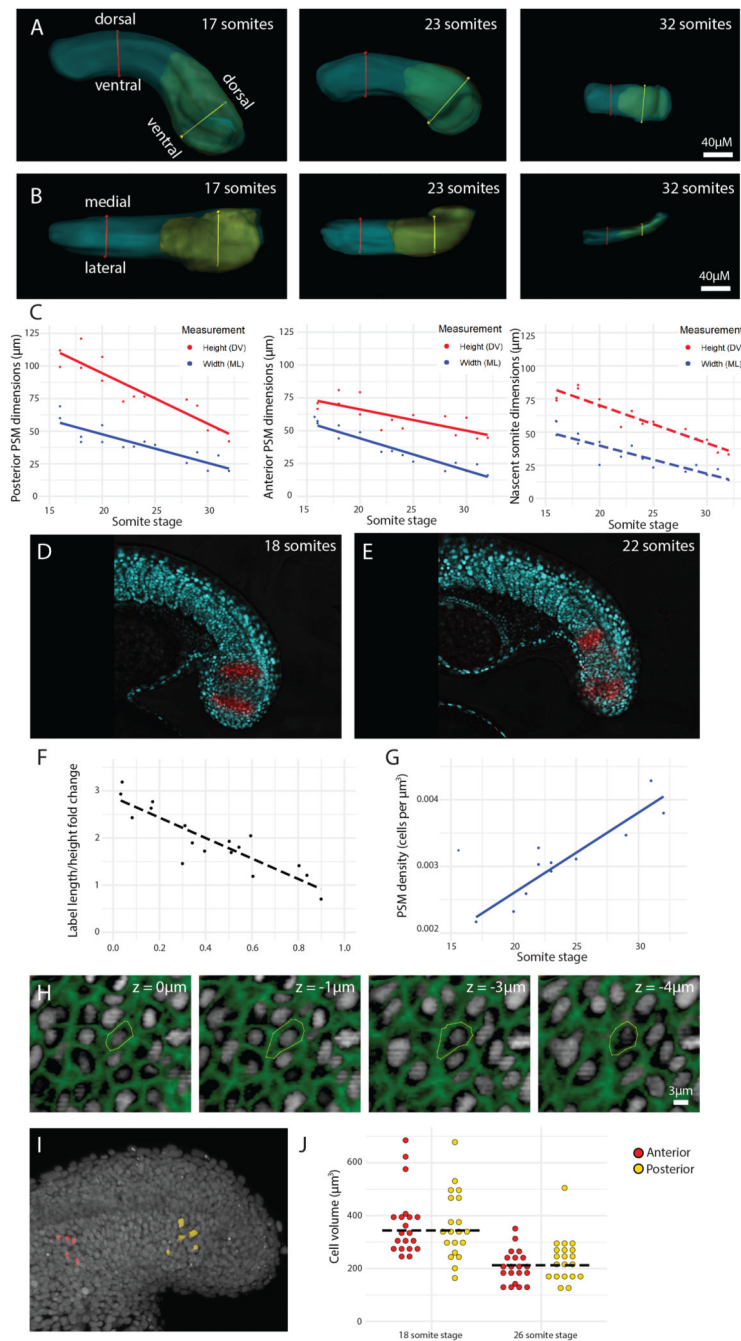 A
17 somites
23 somites
32 somites
dorsal
ventral
dorsal
ventral
40μM
B
17 somites
23 somites
32 somites
medial
lateral
40μM
C
Measurement
Height (DV)
Width (ML)
Posterior PSM dimensions (μm)
125
100
75
50
25
0
15
20
25
30
Somite stage
Measurement
Height (DV)
Width (ML)
Anterior PSM dimensions (μm)
125
100
75
50
25
0
15
20
25
30
Somite stage
Measurement
Height (DV)
Width (ML)
Nascent somite dimensions (μm)
125
100
75
50
25
0
15
20
25
30
Somite stage
D
18 somites
E
22 somites
F
Label length/height fold change
3
2
1
0
0.0
0.2
0.4
0.6
0.8
1.0
G
PSM density (cells per μm³)
0.004
0.003
0.002
15
20
25
30
Somite stage
H
z = 0μm
z = -1μm
z = -3μm
z = -4μm
3μm
I
J
Cell volume (μm³)
600
400
200
0
18 somite stage
26 somite stage
Anterior
Posterior